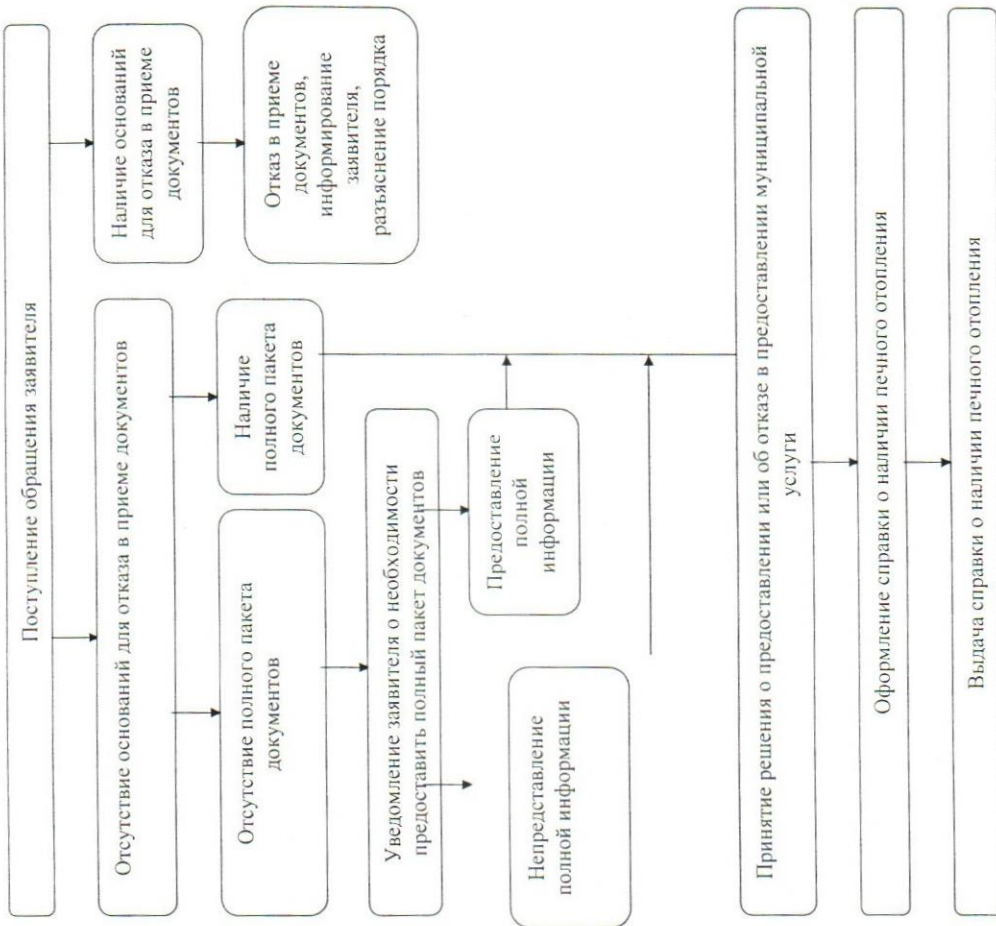 Поступление обращения заявителя
Отсутствие оснований для отказа в приеме документов
Наличие оснований
для отказа в приеме
документов
Отсутствие полного пакета
документов
Наличие
полного пакета
документов
Отказ в приеме
документов,
информирование
заявителя,
разъяснение порядка
Уведомление заявителя о необходимости
предоставить полный пакет документов
Непредставление
полной информации
Предоставление
полной
информации
Принятие решения о предоставлении или об отказе в предоставлении муниципальной
услуги
Оформление справки о наличии печного отопления
Выдача справки о наличии печного отопления